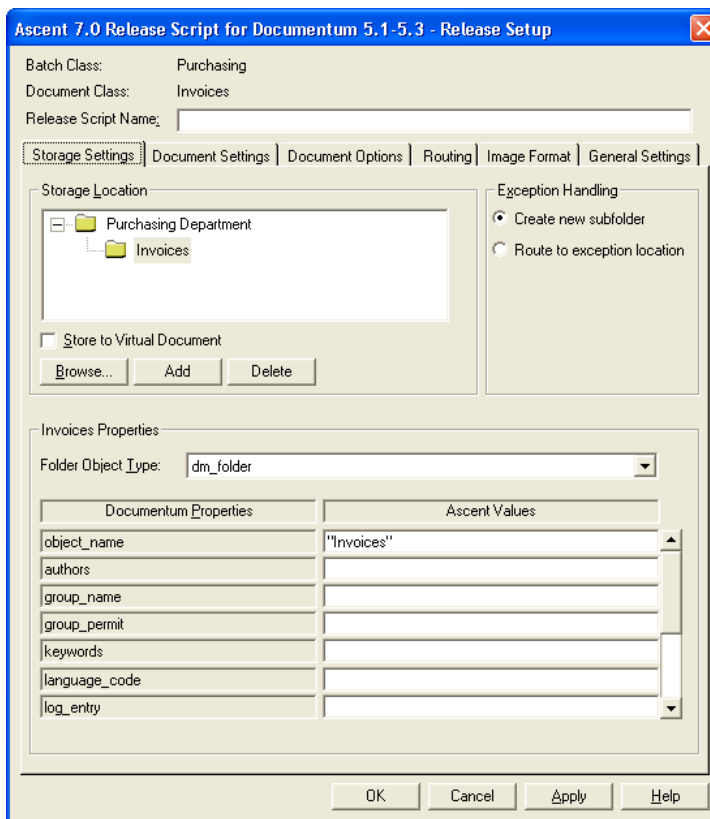 Ascent 7.0 Release Script for Documentum 5.1-5.3 - Release Setup
Batch Class: Purchasing
Document Class: Invoices
Release Script Name:
Storage Settings Document Settings Document Options Routing Image Format General Settings
Storage Location
Purchasing Department
Invoices
Store to Virtual Document
Browse... Add Delete
Exception Handling
Create new subfolder
Route to exception location
Invoices Properties
Folder Object Type: dm_folder
Documentum Properties Ascent Values
object_name "Invoices"
authors
group_name
group_permit
keywords
language_code
log_entry
OK Cancel Apply Help